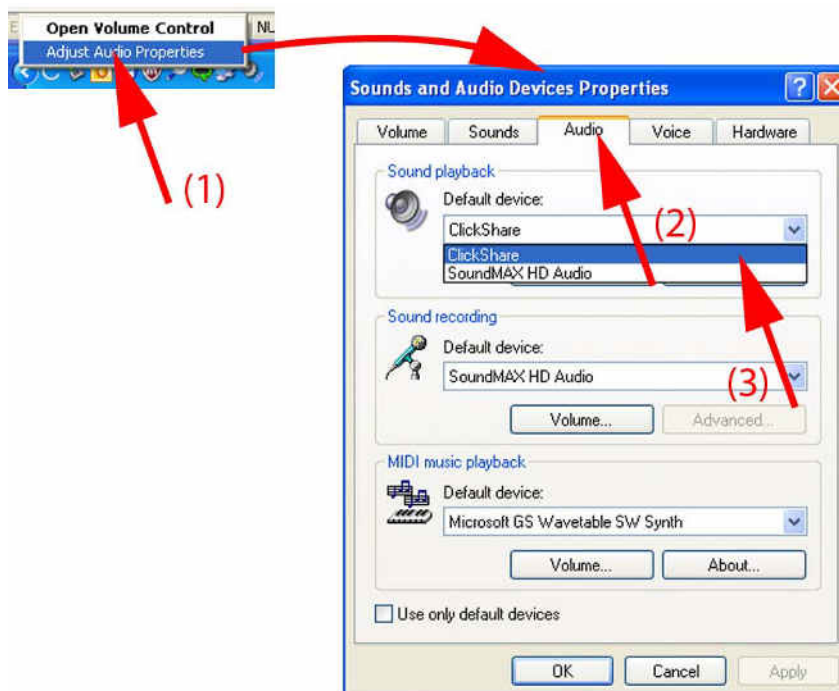 Open Volume Control
NL
Adjust Audio Properties
(1)
Sounds and Audio Devices Properties
Volume
Sounds
Audio
Voice
Hardware
Sound playback
Default device:
ClickShare
(2)
ClickShare
SoundMAX HD Audio
Sound recording
Default device:
SoundMAX HD Audio
(3)
Volume...
Advanced...
MIDI music playback
Default device:
Microsoft GS Wavetable SW Synth
Volume...
About...
Use only default devices
OK
Cancel
Apply